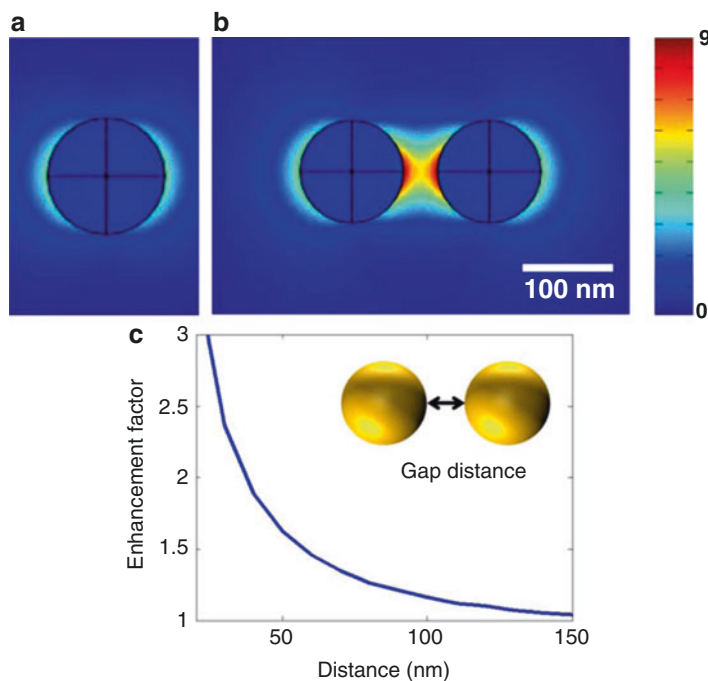 a
b
9
0
100 nm
c
3
2.5
2
1.5
1
Enhancement factor
Gap distance
50 100 150
Distance (nm)